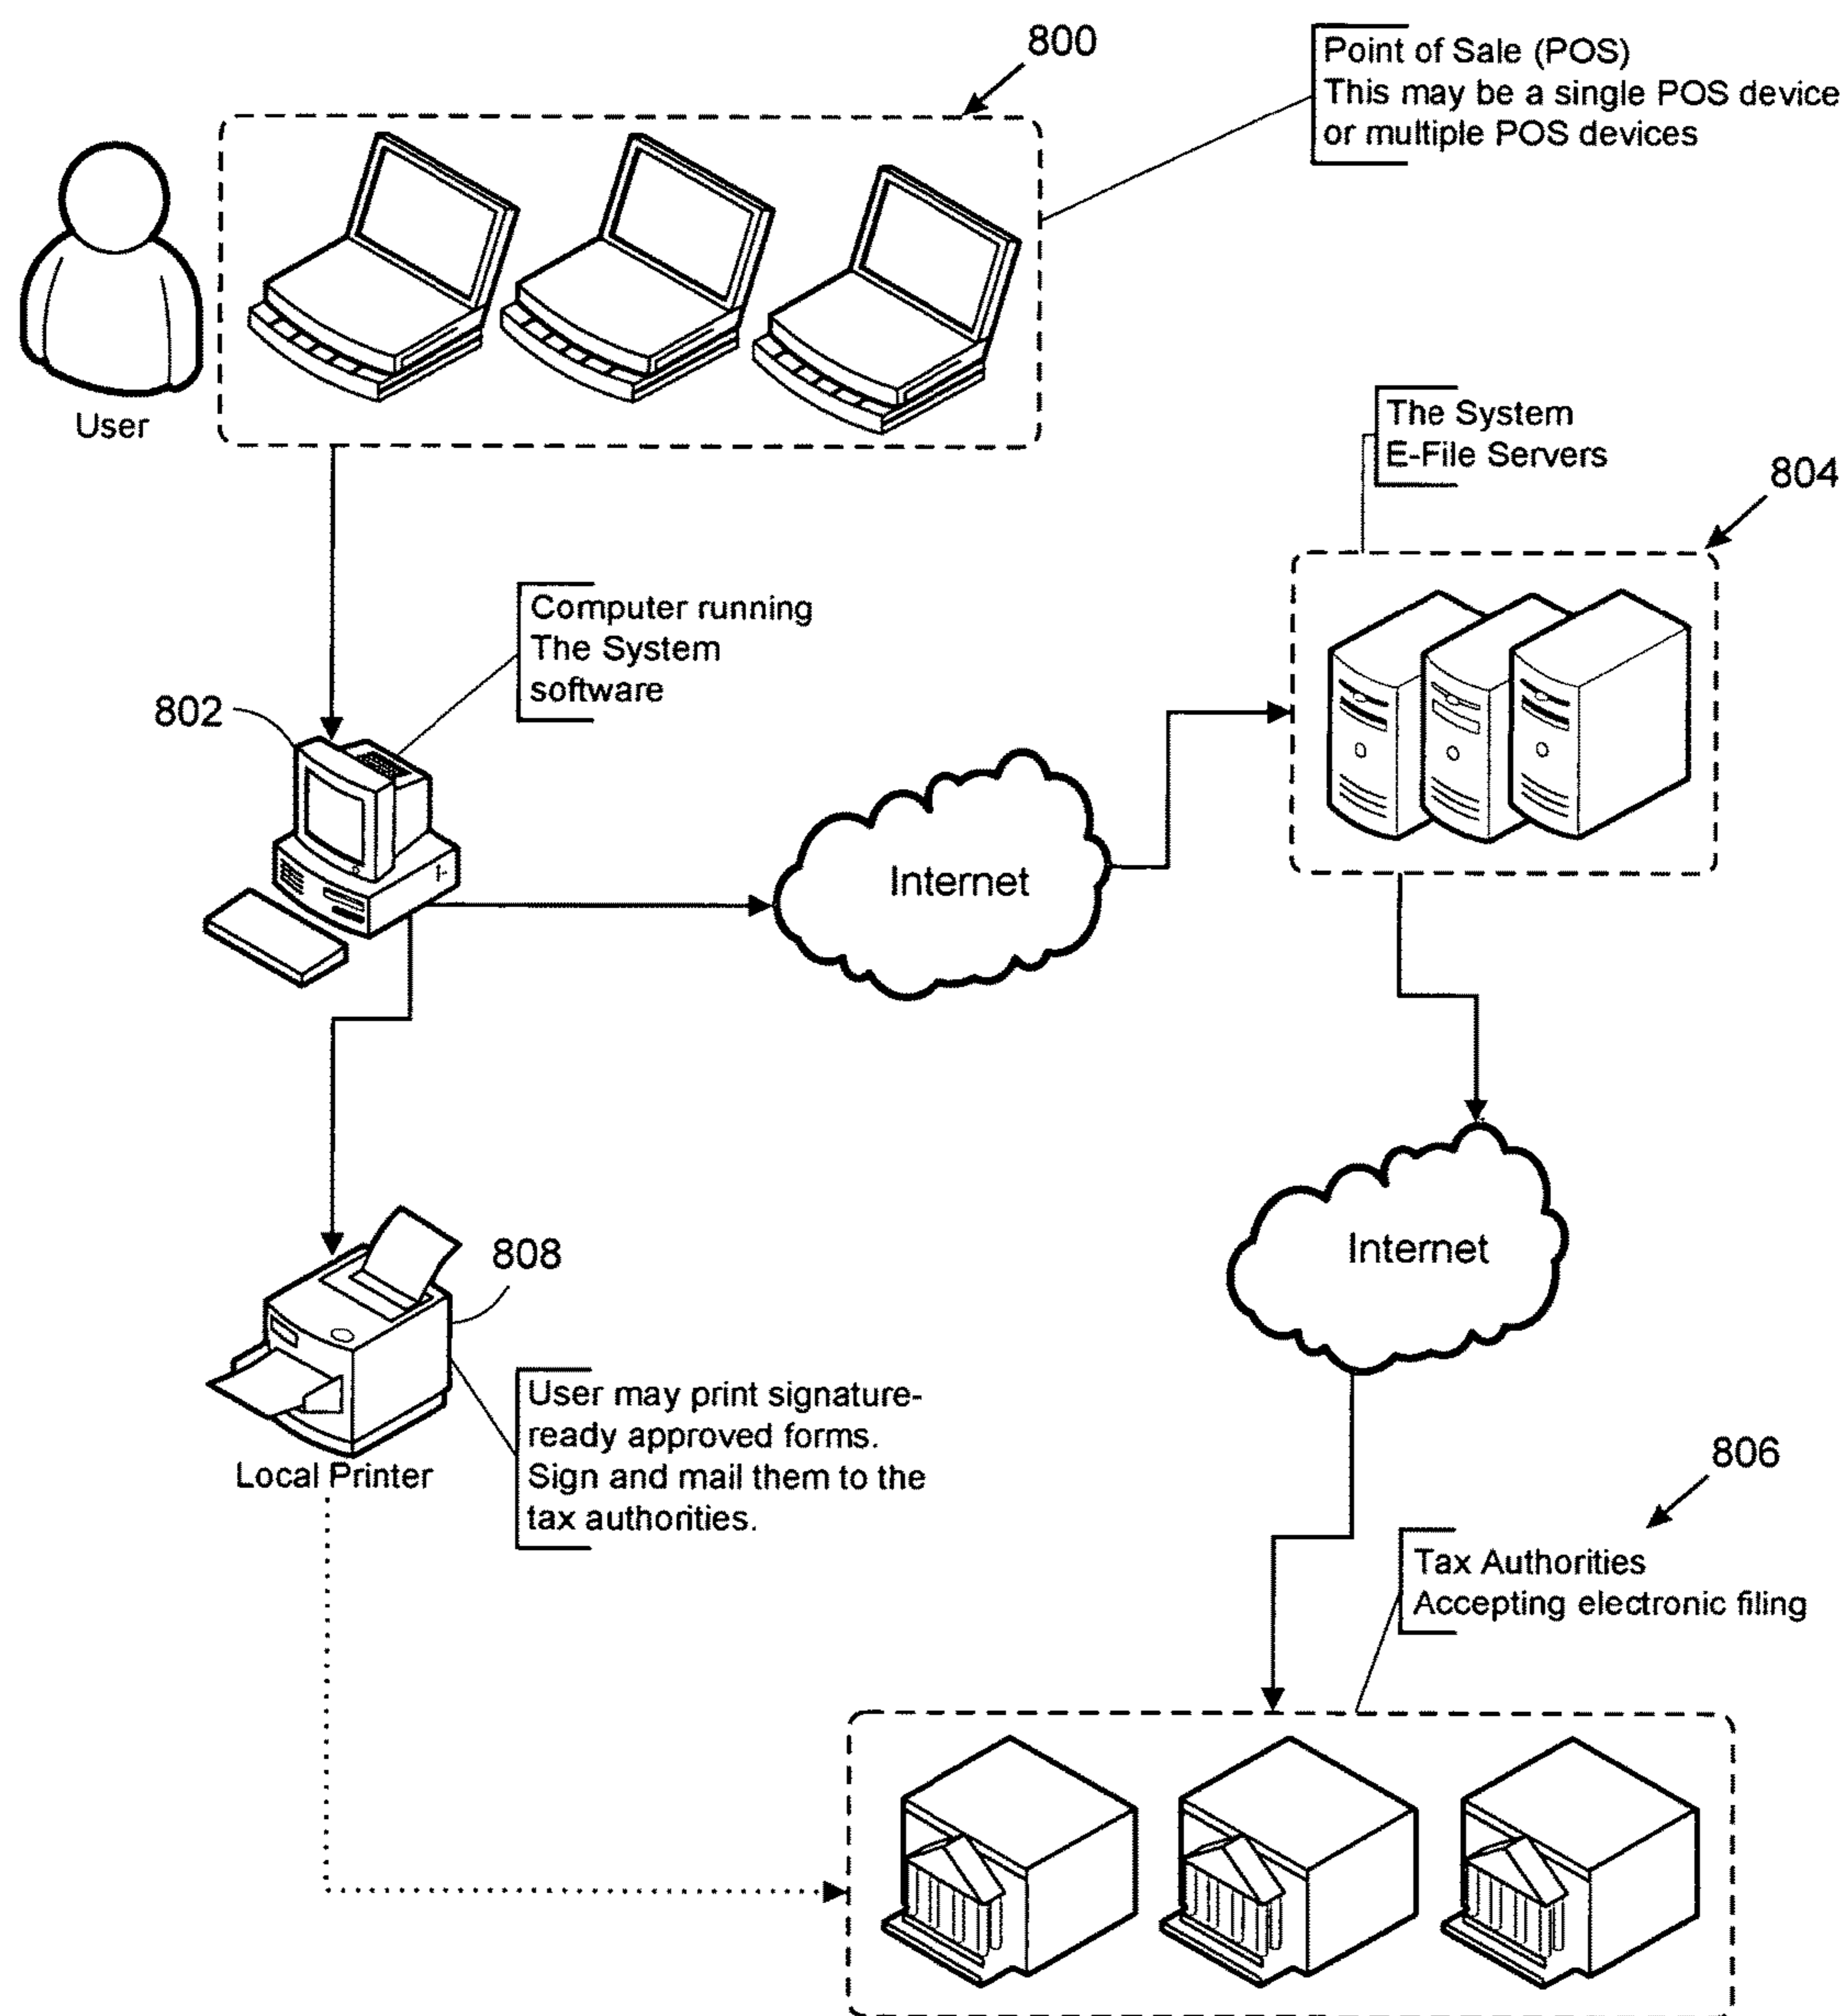 800
Point of Sale (POS)
This may be a single POS device
or multiple POS devices
User
The System
E-File Servers
804
Computer running
The System
software
802
Internet
Internet
808
User may print signature-
ready approved forms.
Sign and mail them to the
tax authorities.
Local Printer
806
Tax Authorities
Accepting electronic filing